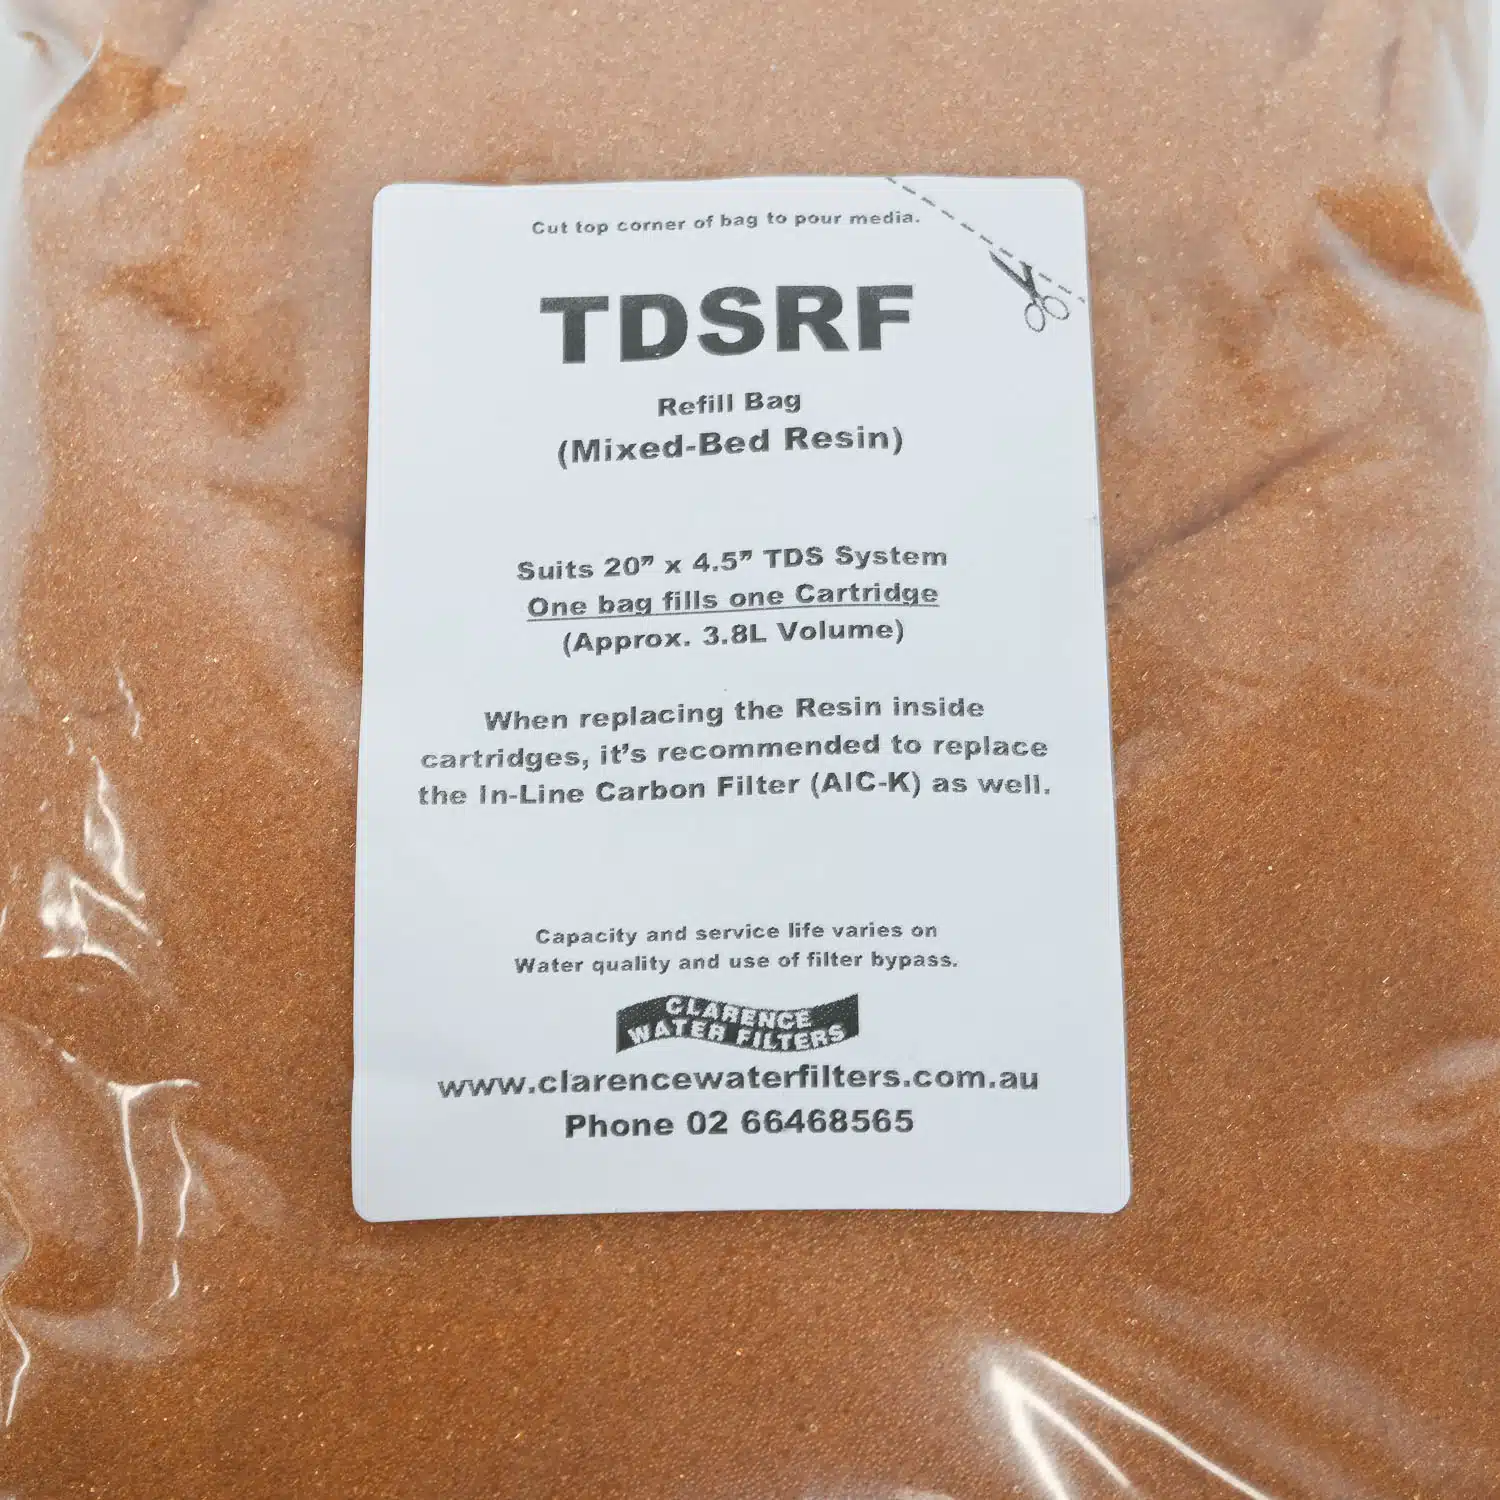 Cut top corner of bag to pour media.
TDSRF
Refill Bag
(Mixed-Bed Resin)
Suits 20” x 4.5” TDS System
One bag fills one Cartridge
(Approx. 3.8L Volume)
When replacing the Resin inside
cartridges, it’s recommended to replace
the In-Line Carbon Filter (AIC-K) as well.
Capacity and service life varies on
Water quality and use of filter bypass.
CLARENCE
WATER FILTERS
www.clarencewaterfilters.com.au
Phone 02 66468565